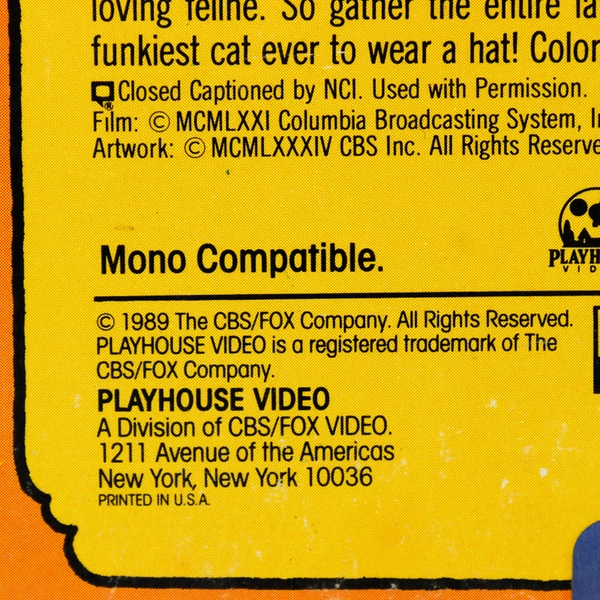 loving feline. So gather the entire fa
funkiest cat ever to wear a hat! Color
Closed Captioned by NCI. Used with Permission.
®
Film: © MCMLXXI Columbia Broadcasting System, In
Artwork: © MCMLXXXIV CBS Inc. All Rights Reserve
Mono Compatible.
PLAYH
VID
© 1989 The CBS/FOX Company. All Rights Reserved.
PLAYHOUSE VIDEO is a registered trademark of The
CBS/FOX Company.
PLAYHOUSE VIDEO
A Division of CBS/FOX VIDEO.
1211 Avenue of the Americas
New York, New York 10036
PRINTED IN U.S.A.